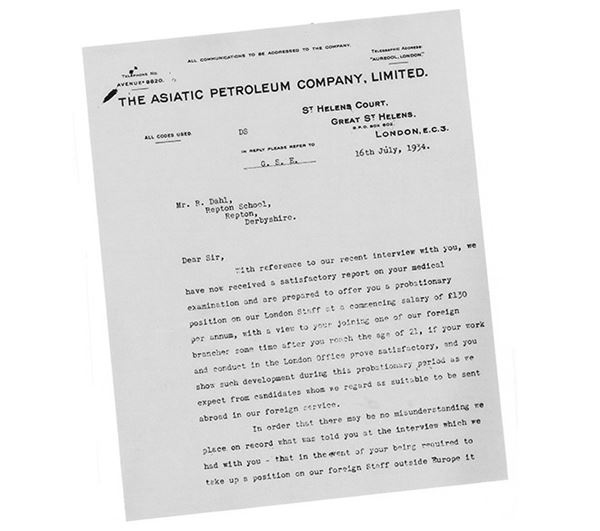 ALL COMMUNICATIONS TO BE ADDRESSED TO THE COMPANY.
TELEPHONE NO.
AVENUE 9820.
TELEGRAPHIC ADDRESS
"AUREOOL, LONDON."
THE ASIATIC PETROLEUM COMPANY, LIMITED.
ALL CODES USED.
DS
IN REPLY PLEASE REFER TO
G. S. E.
ST HELENS COURT,
GREAT ST HELENS.
G.P.O. BOX 602.
LONDON, E.C.3.
16th July, 1934.
Mr. R. Dahl,
Repton School,
Repton,
Derbyshire.
Dear Sir,
With reference to our recent interview with you, we
have now received a satisfactory report on your medical
examination and are prepared to offer you a probationary
position on our London Staff at a commencing salary of £130
per annum, with a view to your joining one of our foreign
branches some time after you reach the age of 21, if your work
and conduct in the London Office prove satisfactory, and you
show such development during this probationary period as we
expect from candidates whom we regard as suitable to be sent
abroad in our foreign service.
In order that there may be no misunderstanding we
place on record what was told you at the interview which we
had with you - that in the event of your being required to
take up a position on our foreign Staff outside Europe it